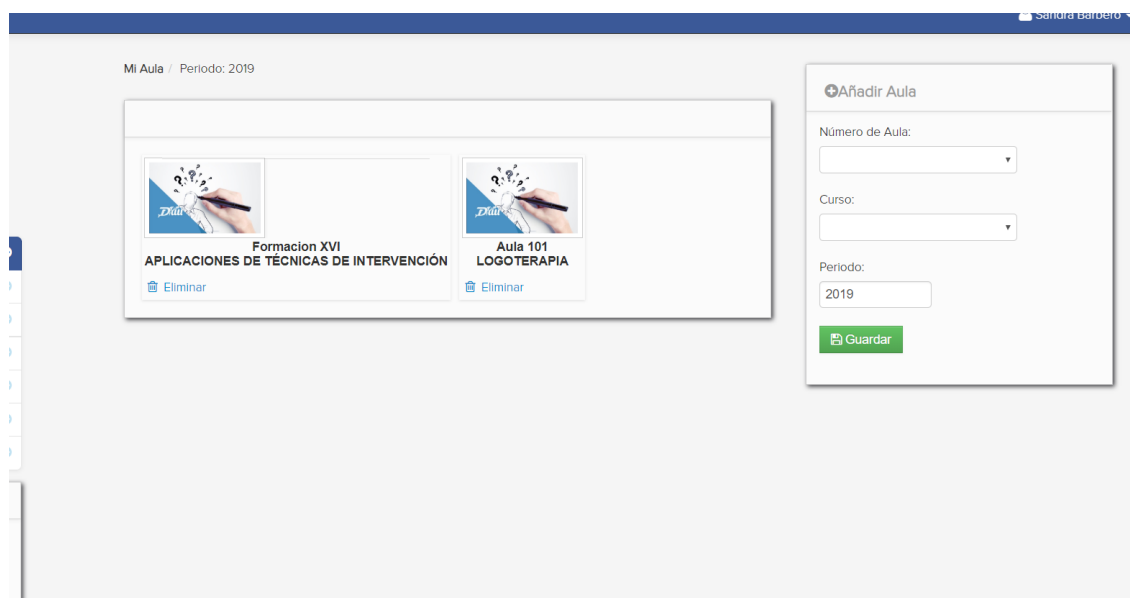 Sandra Barbero
Mi Aula / Periodo: 2019
Añadir Aula
Número de Aula:
Curso:
Periodo:
2019
Guardar
Formacion XVI
APLICACIONES DE TÉCNICAS DE INTERVENCIÓN
Eliminar
Aula 101
LOGOTERAPIA
Eliminar